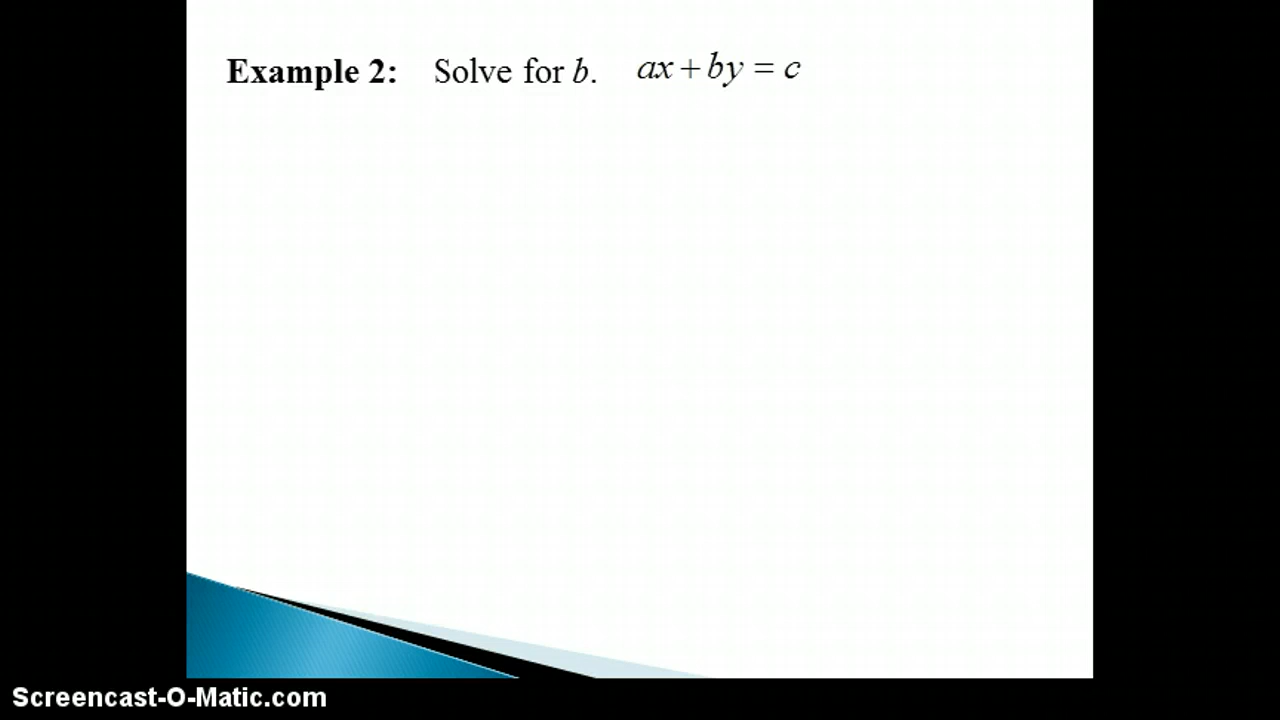 Example 2: Solve for b. ax + by = c
Screencast-O-Matic.com